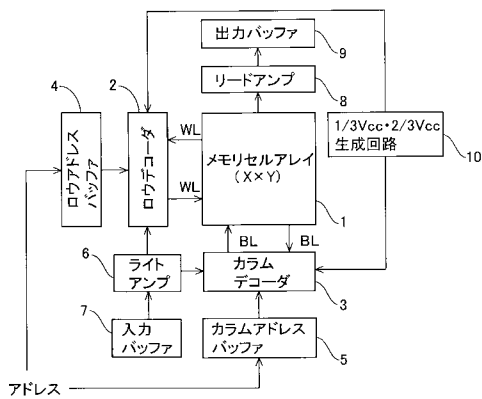 出力バッファ
9
リードアンプ
8
4
2
ロウアドレス
バッファ
ロウデコーダ
WL
WL
メモリセルアレイ
(X×Y)
1
1/3Vcc・2/3Vcc
生成回路
10
BL
BL
6
ライト
アンプ
カラム
デコーダ
3
7
入力
バッファ
カラムアドレス
バッファ
5
アドレス